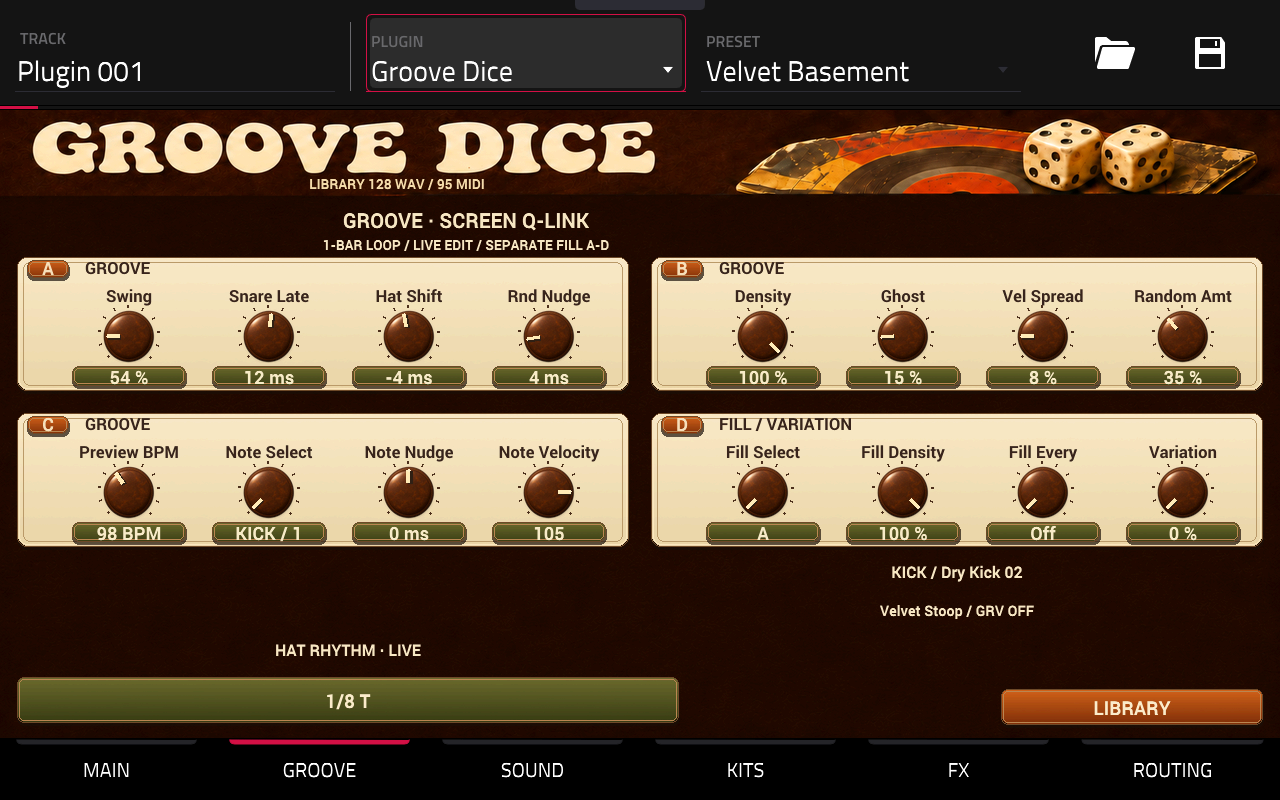 TRACK
Plugin 001
PLUGIN
Groove Dice
PRESET
Velvet Basement
GROOVE DICE
LIBRARY 128 WAV / 95 MIDI
GROOVE · SCREEN Q-LINK
1-BAR LOOP / LIVE EDIT / SEPARATE FILL A-D
A GROOVE
Swing Snare Late Hat Shift Rnd Nudge
54 % 12 ms -4 ms 4 ms
B GROOVE
Density Ghost Vel Spread Random Amt
100 % 15 % 8 % 35 %
C GROOVE
Preview BPM Note Select Note Nudge Note Velocity
98 BPM KICK / 1 0 ms 105
D FILL / VARIATION
Fill Select Fill Density Fill Every Variation
A 100 % Off 0 %
KICK / Dry Kick 02
Velvet Stoop / GRV OFF
HAT RHYTHM · LIVE
1/8 T
LIBRARY
MAIN GROOVE SOUND KITS FX ROUTING